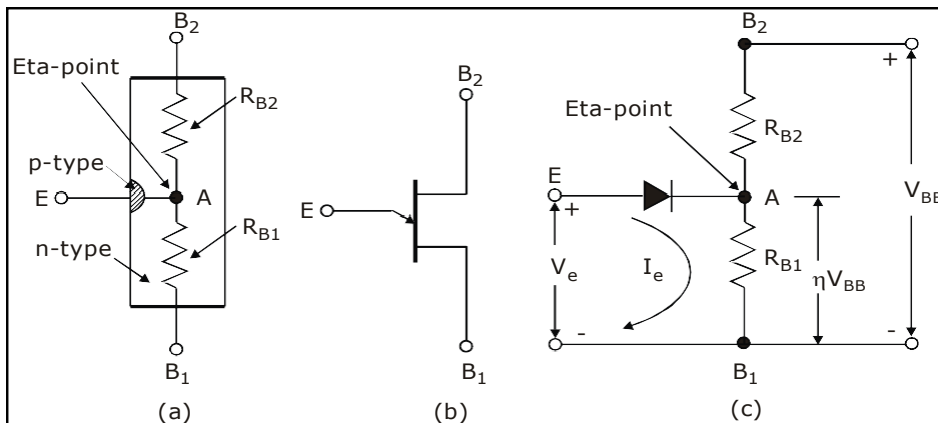 B2
Eta-point
RB2
p-type
E
A
RB1
n-type
B1
(a)
B2
E
B1
(b)
B2
+
Eta-point
RB2
E
+
A
VBB
Ve
Ie
RB1
ηVBB
-
-
B1
(c)